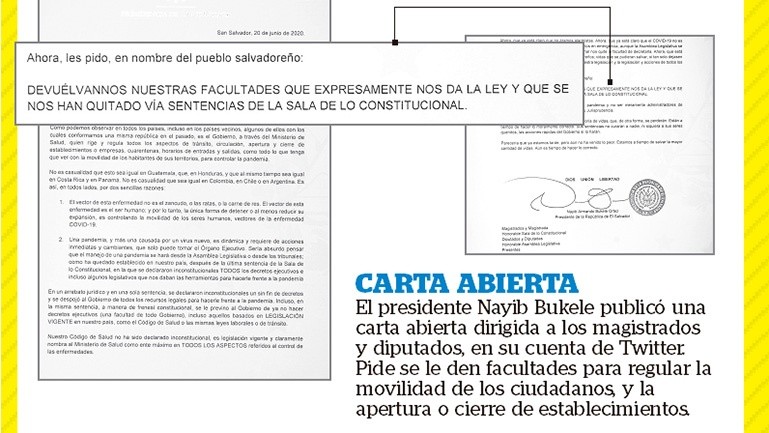 San Salvador, 20 de junio de 2020.
Ahora, les pido, en nombre del pueblo salvadoreño:
DEVUÉLVANNOS NUESTRAS FACULTADES QUE EXPRESAMENTE NOS DA LA LEY Y QUE SE
NOS HAN QUITADO VÍA SENTENCIAS DE LA SALA DE LO CONSTITUCIONAL.
Como podemos observar en todos los países, incluso en los países vecinos, algunos de ellos con los
cuales conformamos una misma república en el pasado, es el Gobierno, a través del Ministerio de
Salud, quien rige y regula todos los aspectos de tránsito, circulación, apertura y cierre de
establecimientos o empresas, cuarentenas, horarios de entradas y salidas, como todo lo que tenga
que ver con la movilidad de los habitantes de sus territorios, para controlar la pandemia.
No es casualidad que esto sea igual en Guatemala, que, en Honduras, y que al mismo tiempo sea igual
en Costa Rica y en Panamá. No es casualidad que sea igual en Colombia, en Chile o en Argentina. Es
así, en todos lados, por dos sencillas razones:
1. El vector de esta enfermedad no es el zancudo, o las ratas, o la carne de res. El vector de esta
enfermedad es el ser humano; y por lo tanto, la única forma de detener o al menos reducir su
expansión, es controlando la movilidad de los seres humanos, vectores de la enfermedad
COVID-19.
2. Una pandemia, y más una causada por un virus nuevo, es dinámica y requiere de acciones
inmediatas y cambiantes, que solo puede tomar el Órgano Ejecutivo. Sería absurdo pensar
que el manejo de una pandemia se hará desde la Asamblea Legislativa o desde los tribunales;
como ha quedado establecido en nuestro país, después de la última sentencia de la Sala de
lo Constitucional, en la que se declararon inconstitucionales TODOS los decretos ejecutivos e
incluso algunos legislativos que nos daban las herramientas para hacerle frente a la pandemia.
En un arrebato jurídico y en una sola sentencia, se declararon inconstitucionales un sin fin de decretos
y se despojó al Gobierno de todos los recursos legales para hacerle frente a la pandemia. Incluso, en
la misma sentencia, a manera de frenesí constitucional, se le previno al Gobierno de ya no hacer
decretos ejecutivos (una facultad de todo Gobierno), incluso aquellos basados en LEGISLACIÓN
VIGENTE en nuestro país, como el Código de Salud o las mismas leyes laborales o de tránsito.
Nuestro Código de Salud no ha sido declarado inconstitucional, es legislación vigente y claramente
nombra al Ministerio de Salud como ente máximo en TODOS LOS ASPECTOS referidos al control de
las enfermedades.
DIOS UNIÓN LIBERTAD
Nayib Armando Bukele Ortez
Presidente de la República de El Salvador
Magistrados y Magistradas
Honorable Sala de lo Constitucional
Diputados y Diputadas
Honorable Asamblea Legislativa
Presentes
CARTA ABIERTA
El presidente Nayib Bukele publicó una
carta abierta dirigida a los magistrados
y diputados, en su cuenta de Twitter.
Pide se le den facultades para regular la
movilidad de los ciudadanos, y la
apertura o cierre de establecimientos.